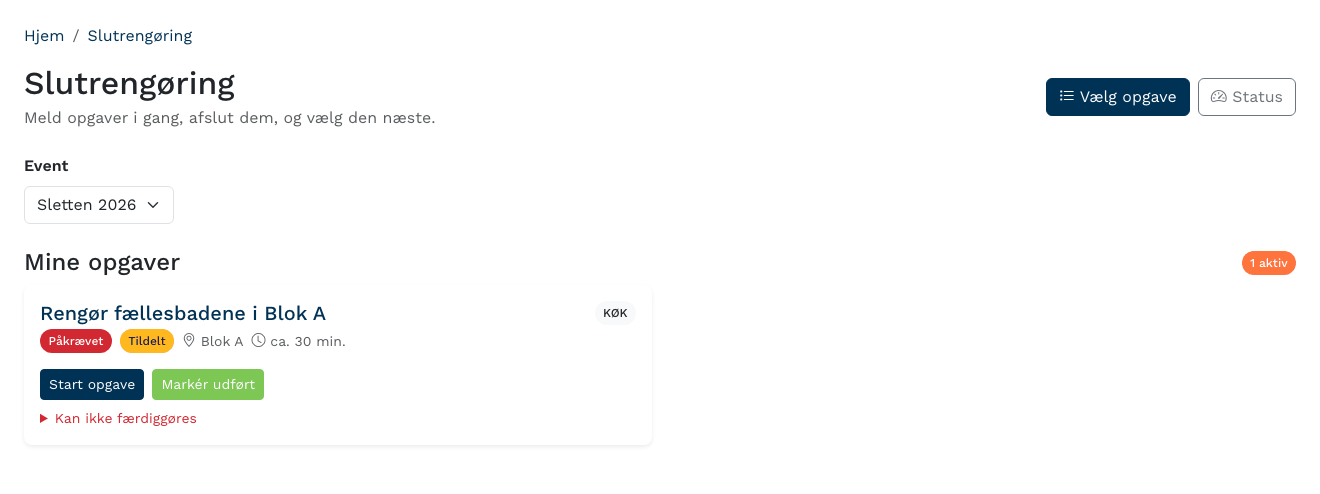 Hjem / Slutrengøring
Slutrengøring
Meld opgaver i gang, afslut dem, og vælg den næste.
Vælg opgave
Status
Event
Sletten 2026
Mine opgaver
1 aktiv
Rengør fællesbadene i Blok A
KØK
Påkrævet Tildelt Blok A ca. 30 min.
Start opgave Markér udført
Kan ikke færdiggøres